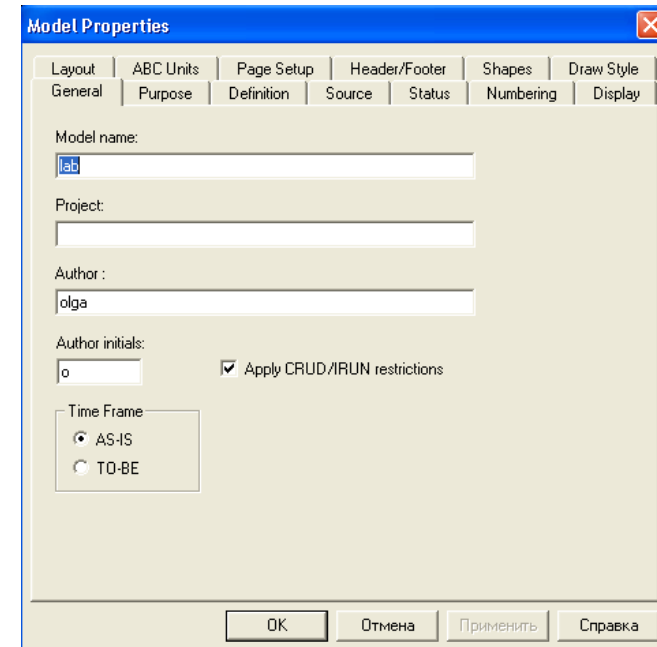 Model Properties
Layout ABC Units Page Setup Header/Footer Shapes Draw Style
General Purpose Definition Source Status Numbering Display
Model name:
lab
Project:
Author :
olga
Author initials:
o Apply CRUD/IRUN restrictions
Time Frame
AS-IS
TO-BE
OK Отмена Применить Справка